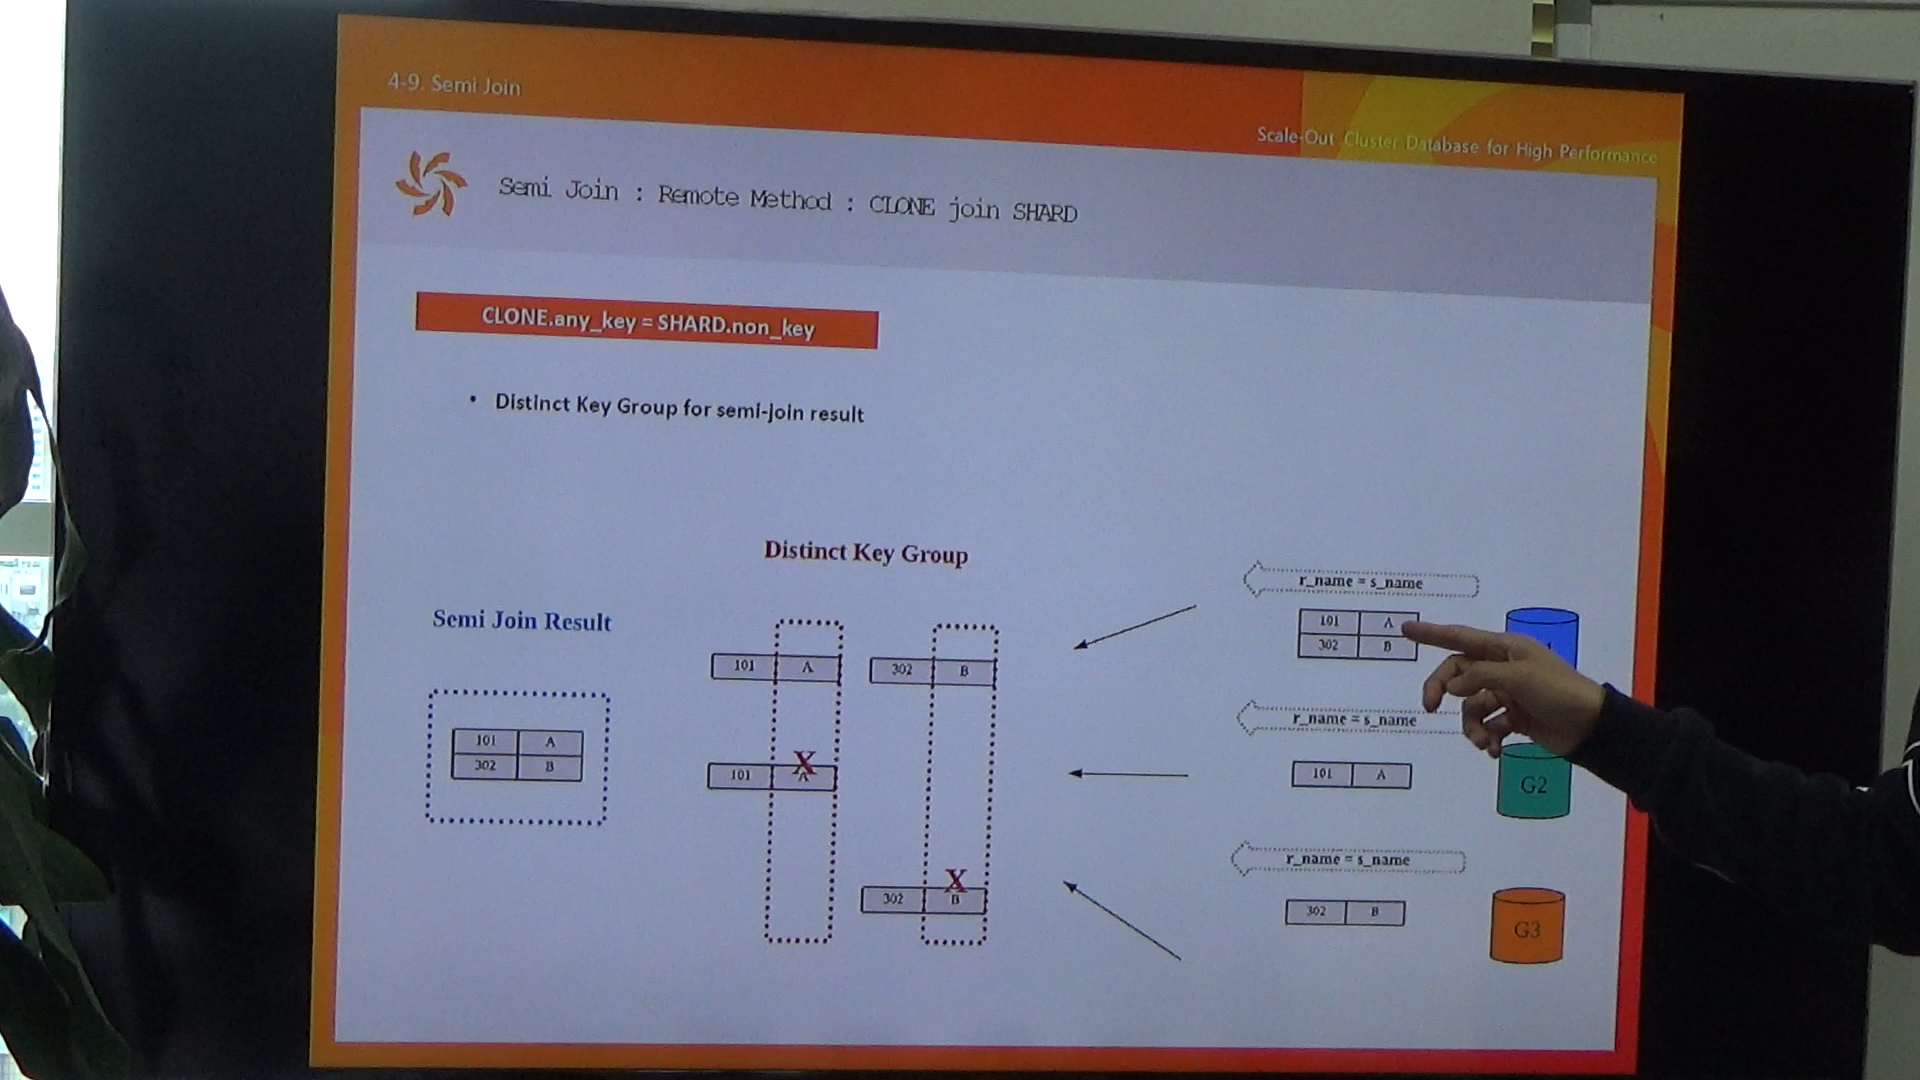 4-9. Semi Join
Scale-Out Cluster Database for High Performance
Semi Join : Remote Method : CLONE join SHARD
CLONE.any_key = SHARD.non_key
• Distinct Key Group for semi-join result
Distinct Key Group
Semi Join Result
r_name = s_name
101 A
302 B
r_name = s_name
101 A
G2
r_name = s_name
302 B
G3
101 A
302 B
X
101 A
X
302 B
101 A
302 B